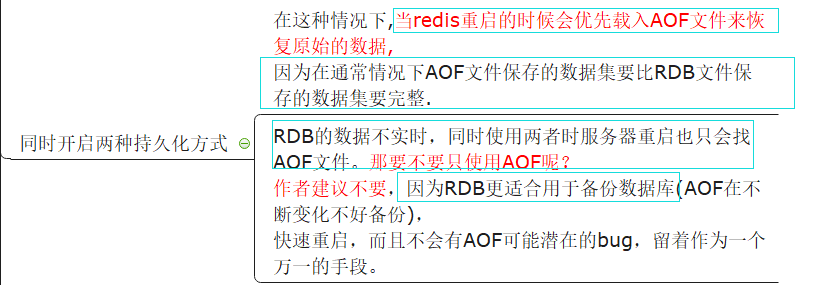 在这种情况下,当redis重启的时候会优先载入AOF文件来恢
复原始的数据,
因为在通常情况下AOF文件保存的数据集要比RDB文件保
存的数据集要完整.
同时开启两种持久化方式
RDB的数据不实时，同时使用两者时服务器重启也只会找
AOF文件。那要不要只使用AOF呢？
作者建议不要，因为RDB更适合用于备份数据库(AOF在不
断变化不好备份)，
快速重启，而且不会有AOF可能潜在的bug，留着作为一个
万一的手段。